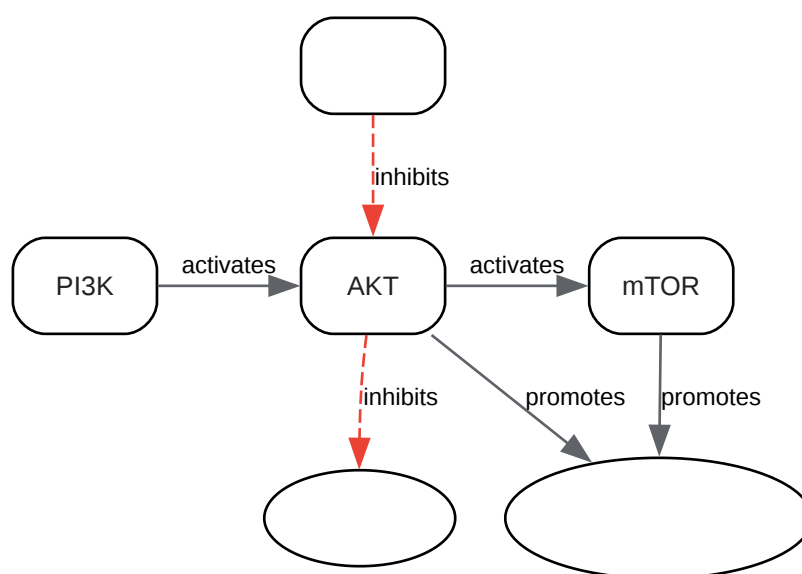 inhibits
PI3K
activates
AKT
activates
mTOR
inhibits
promotes
promotes